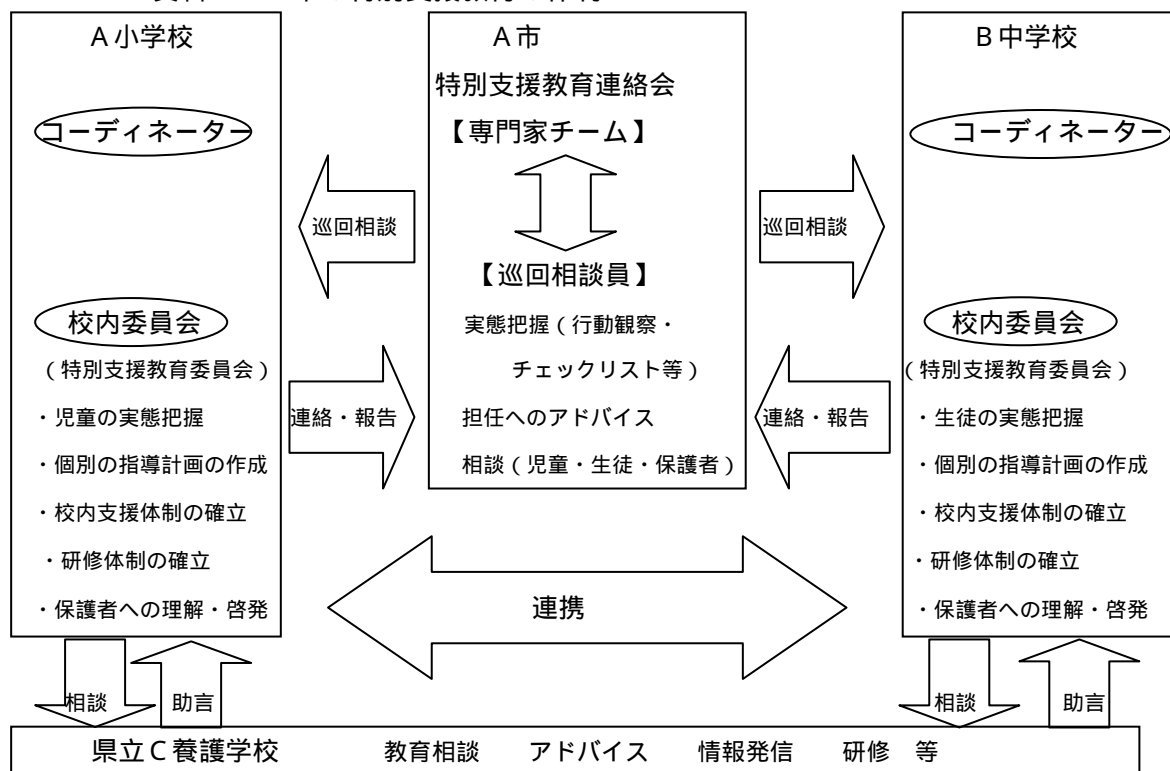 A小学校
コーディネーター
校内委員会
(特別支援教育委員会)
・児童の実態把握
・個別の指導計画の作成
・校内支援体制の確立
・研修体制の確立
・保護者への理解・啓発
巡回相談
連絡・報告
A市
特別支援教育連絡会
【専門家チーム】
【巡回相談員】
実態把握(行動観察・
チェックリスト等)
担任へのアドバイス
相談(児童・生徒・保護者)
巡回相談
連絡・報告
B中学校
コーディネーター
校内委員会
(特別支援教育委員会)
・生徒の実態把握
・個別の指導計画の作成
・校内支援体制の確立
・研修体制の確立
・保護者への理解・啓発
連携
相談 助言
相談 助言
県立C養護学校 教育相談 アドバイス 情報発信 研修 等